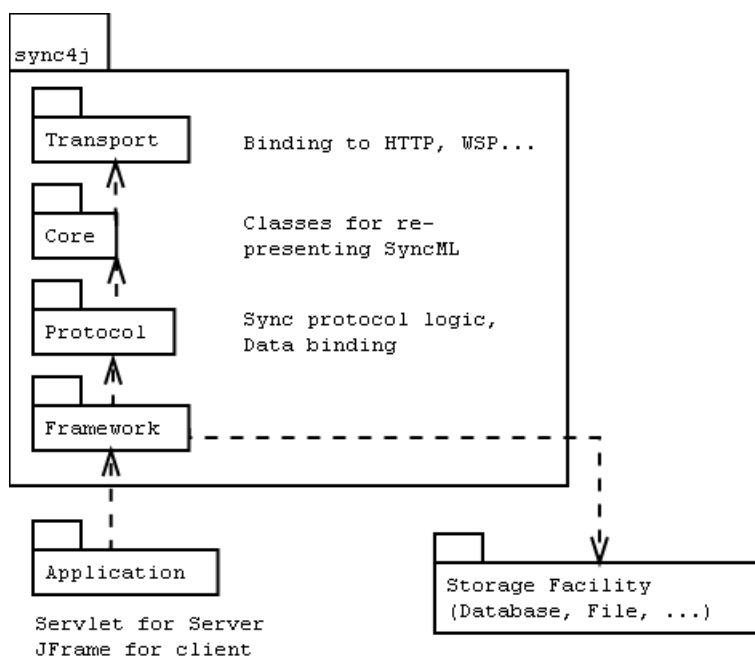 sync4j
Transport
Binding to HTTP, WSP...
Core
Classes for re-
presenting SyncML
Protocol
Sync protocol logic,
Data binding
Framework
Application
Servlet for Server
JFrame for client
Storage Facility
(Database, File, ...)